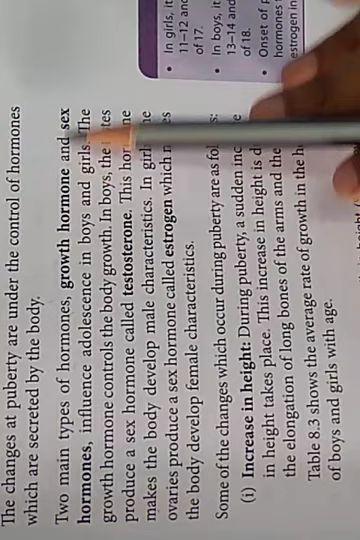 The changes at puberty are under the control of hormones
which are secreted by the body.
Two main types of hormones, growth hormone and sex
hormones, influence adolescence in boys and girls. The
growth hormone controls the body growth. In boys, the
produce a sex hormone called testosterone. This
makes the body develop male characteristics. In
ovaries produce a sex hormone called estrogen which
the body develop female characteristics.
Some of the changes which occur during puberty are as
(i) Increase in height: During puberty, a sudden
in height takes place. This increase in height is
the elongation of long bones of the arms and the
Table 8.3 shows the average rate of growth in the
of boys and girls with age.
• In girls, it
11–12 and
of 17.
• In boys, it
13–14 and
of 18.
• Onset of
hormones
estrogen in